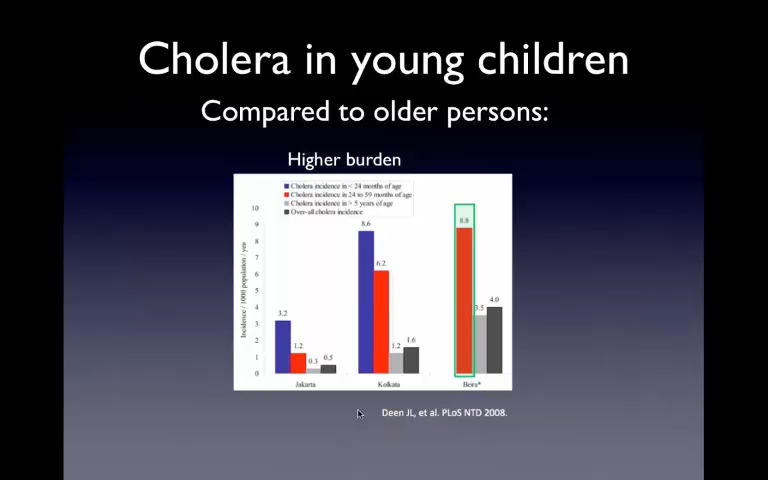 Cholera in young children
Compared to older persons:
Higher burden
Cholera incidence in < 24 months of age
Cholera incidence in 24 to 59 months of age
Cholera incidence in > 5 years of age
Over-all cholera incidence
Incidence / 1000 population / yea
10
9
8
7
6
5
4
3
2
1
0
3.2
1.2
0.3
0.5
8.6
6.2
1.2
1.6
8.8
3.5
4.0
Jakarta
Kolkata
Beira*
Deen JL, et al. PLoS NTD 2008.